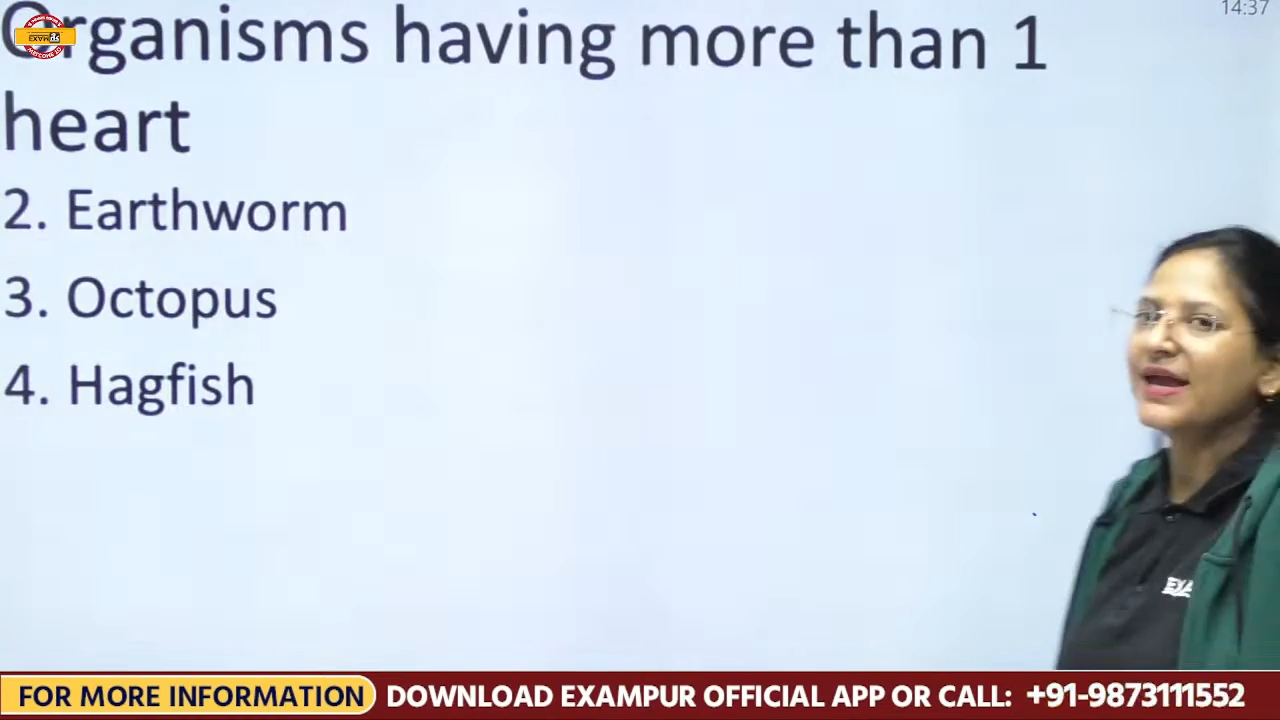 14:37
Organisms having more than 1
heart
2. Earthworm
3. Octopus
4. Hagfish
EXA
FOR MORE INFORMATION DOWNLOAD EXAMPUR OFFICIAL APP OR CALL: +91-9873111552